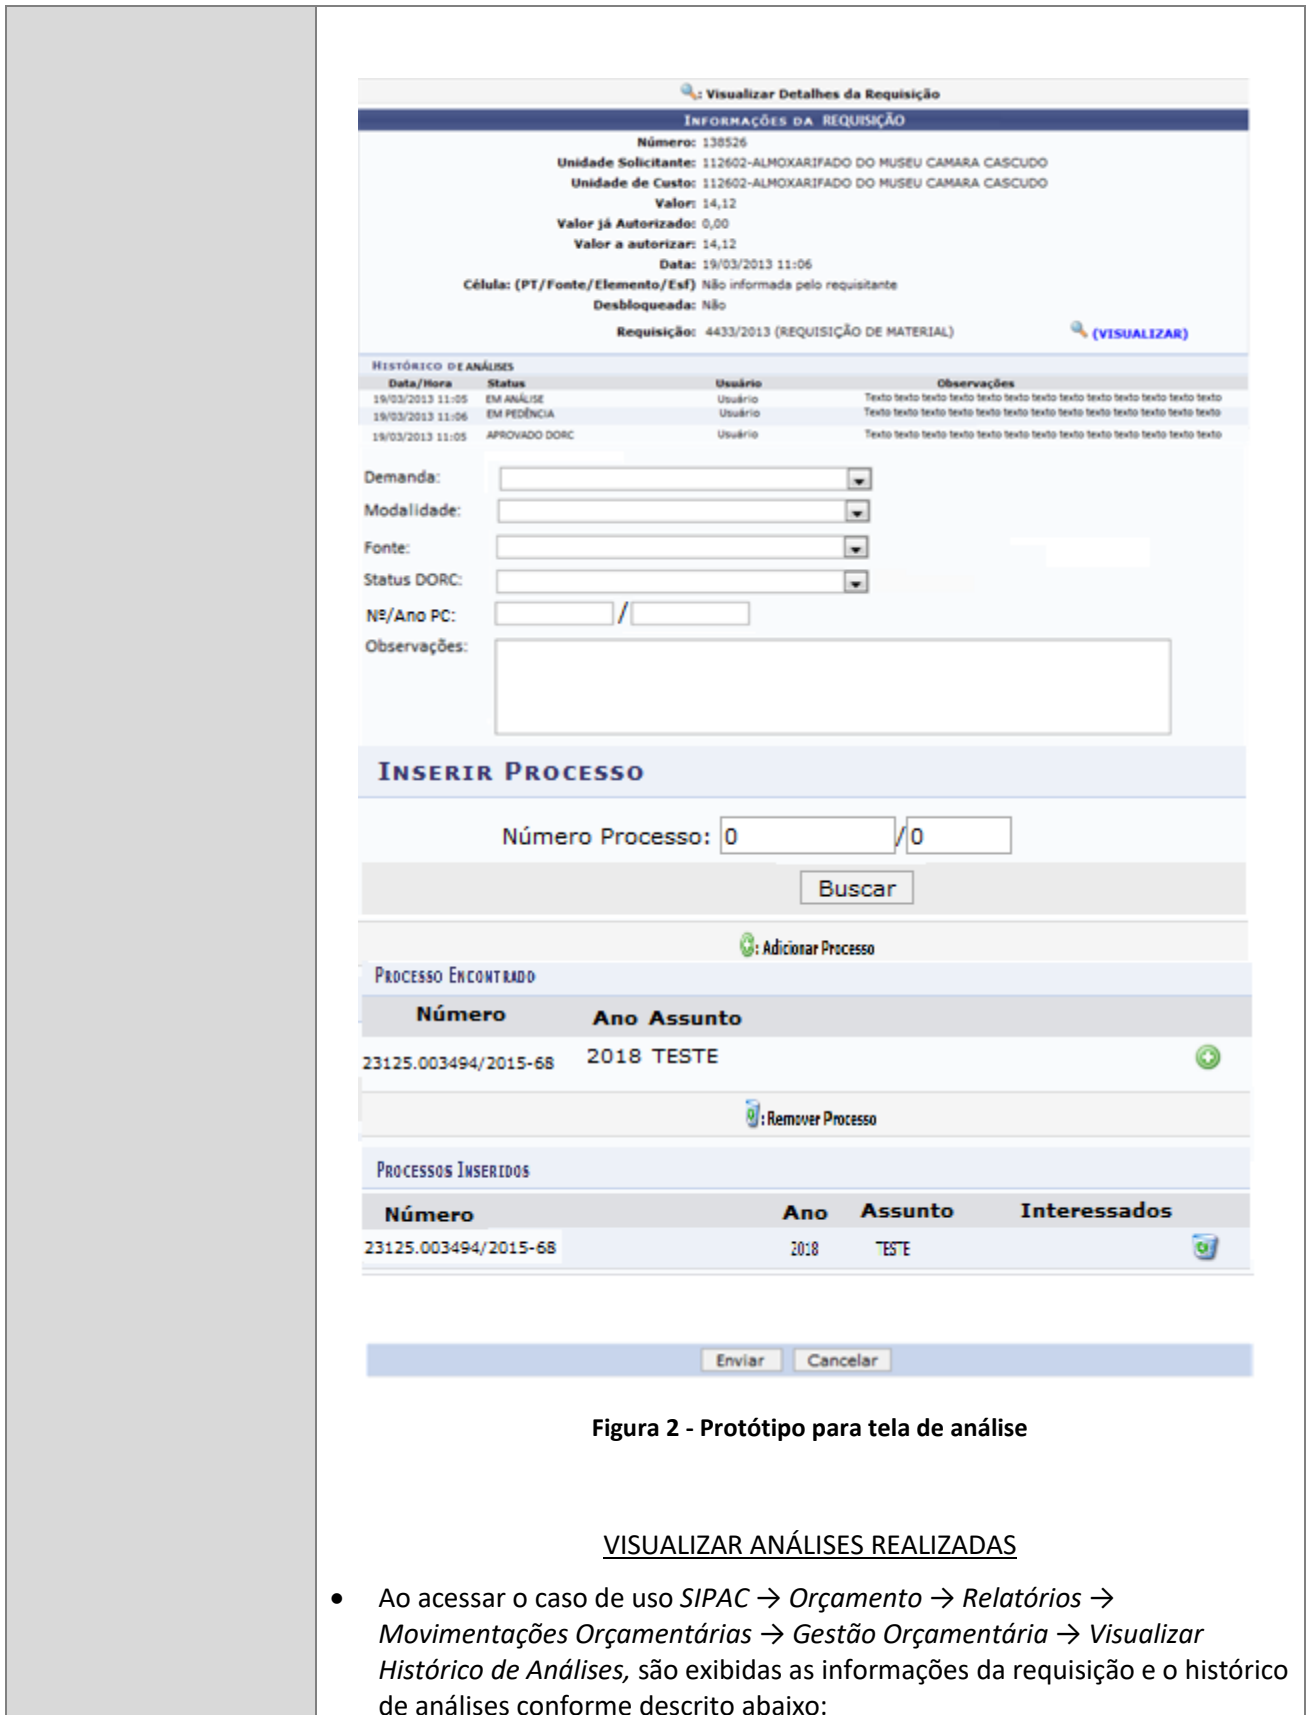 : Visualizar Detalhes da Requisição
INFORMAÇÕES DA REQUISIÇÃO
Número: 138526
Unidade Solicitante: 112602-ALMOXARIFADO DO MUSEU CAMARA CASCUDO
Unidade de Custo: 112602-ALMOXARIFADO DO MUSEU CAMARA CASCUDO
Valor: 14,12
Valor já Autorizado: 0,00
Valor a autorizar: 14,12
Data: 19/03/2013 11:06
Célula: (PT/Fonte/Elemento/Esf) Não informada pelo requisitante
Desbloqueada: Não
Requisição: 4433/2013 (REQUISIÇÃO DE MATERIAL) (VISUALIZAR)
HISTÓRICO DE ANÁLISES
Data/Hora Status Usuário Observações
19/03/2013 11:05 EM ANÁLISE Usuário Texto texto texto texto texto texto texto texto texto texto texto texto texto
19/03/2013 11:06 EM PEDÊNCIA Usuário Texto texto texto texto texto texto texto texto texto texto texto texto texto
19/03/2013 11:05 APROVADO DORC Usuário Texto texto texto texto texto texto texto texto texto texto texto texto texto
Demanda:
Modalidade:
Fonte:
Status DORC:
Nº/Ano PC: /
Observações:
INSERIR PROCESSO
Número Processo: 0 / 0
Buscar
: Adicionar Processo
PROCESSO ENCONTRADO
Número Ano Assunto
23125.003494/2015-68 2018 TESTE
: Remover Processo
PROCESSOS INSERIDOS
Número Ano Assunto Interessados
23125.003494/2015-68 2018 TESTE
Enviar Cancelar
Figura 2 - Protótipo para tela de análise
VISUALIZAR ANÁLISES REALIZADAS
• Ao acessar o caso de uso SIPAC → Orçamento → Relatórios →
Movimentações Orçamentárias → Gestão Orçamentária → Visualizar
Histórico de Análises, são exibidas as informações da requisição e o histórico
de análises conforme descrito abaixo: